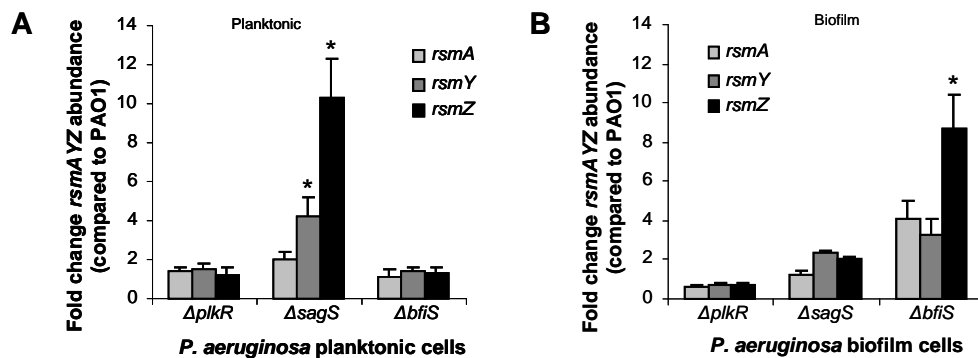 A
Planktonic
Fold change rsmAYZ abundance
(compared to PAO1)
14
12
10
8
6
4
2
0
rsmA
rsmY
rsmZ
*
*
ΔplkR
ΔsagS
ΔbfiS
P. aeruginosa planktonic cells
B
Biofilm
Fold change rsmAYZ abundance
(compared to PAO1)
14
12
10
8
6
4
2
0
rsmA
rsmY
rsmZ
*
ΔplkR
ΔsagS
ΔbfiS
P. aeruginosa biofilm cells